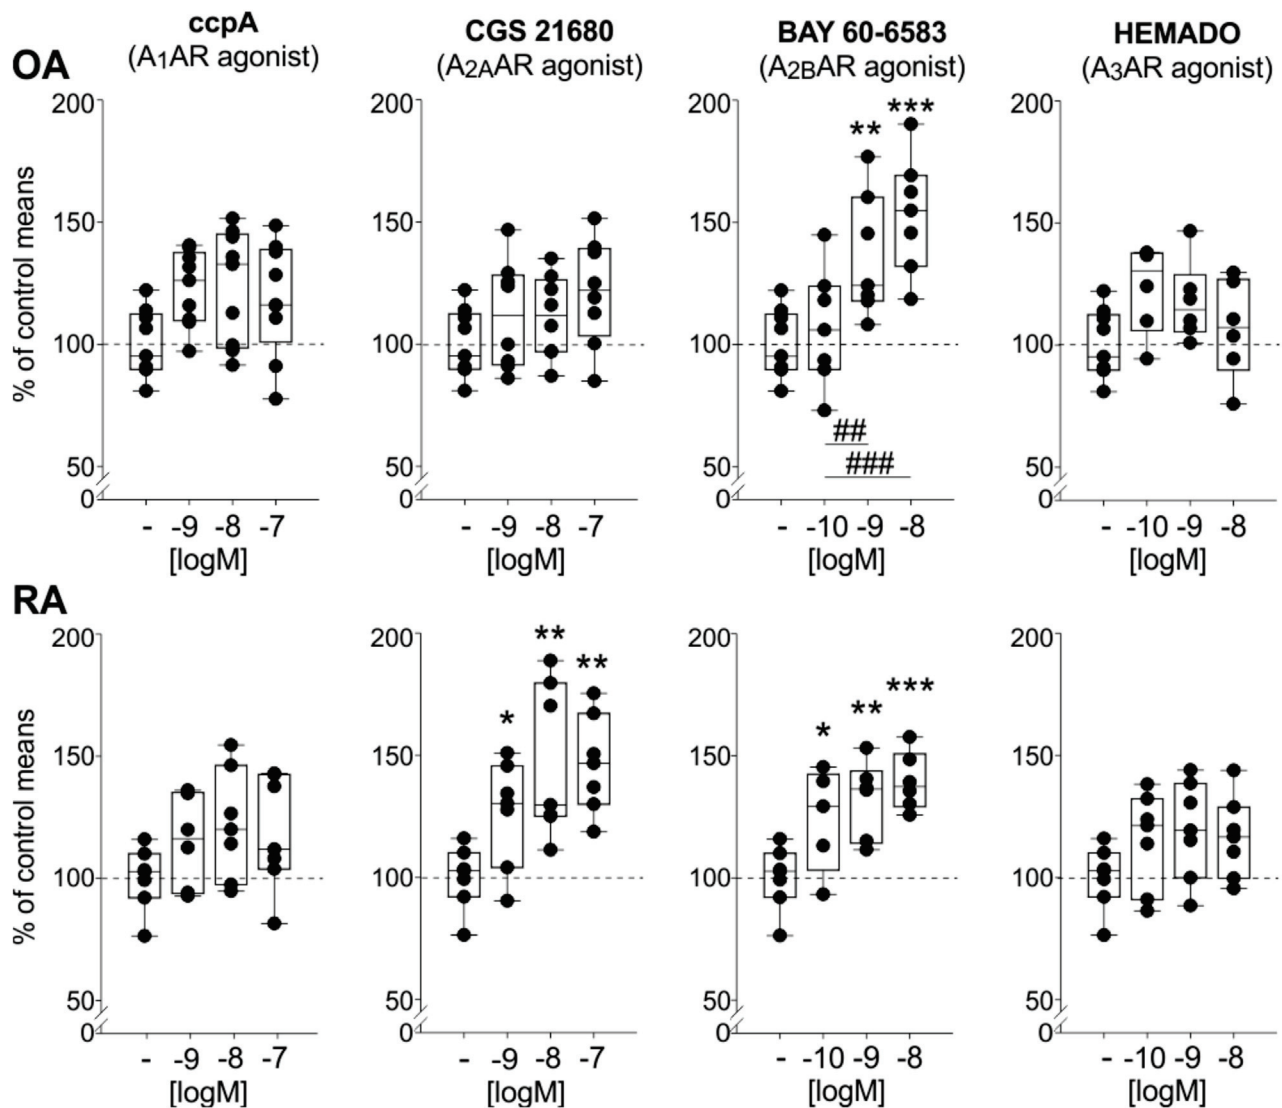 ccpA
(A1AR agonist)
CGS 21680
(A2AAR agonist)
BAY 60-6583
(A2BAR agonist)
HEMADO
(A3AR agonist)
OA
% of control means
200
150
100
50
0
- -9 -8 -7
[logM]
200
150
100
50
0
- -9 -8 -7
[logM]
200
150
100
50
0
**
***
##
###
- -10 -9 -8
[logM]
200
150
100
50
0
- -10 -9 -8
[logM]
RA
% of control means
200
150
100
50
0
- -9 -8 -7
[logM]
200
150
100
50
0
*
**
**
- -9 -8 -7
[logM]
200
150
100
50
0
*
**
***
- -10 -9 -8
[logM]
200
150
100
50
0
- -10 -9 -8
[logM]